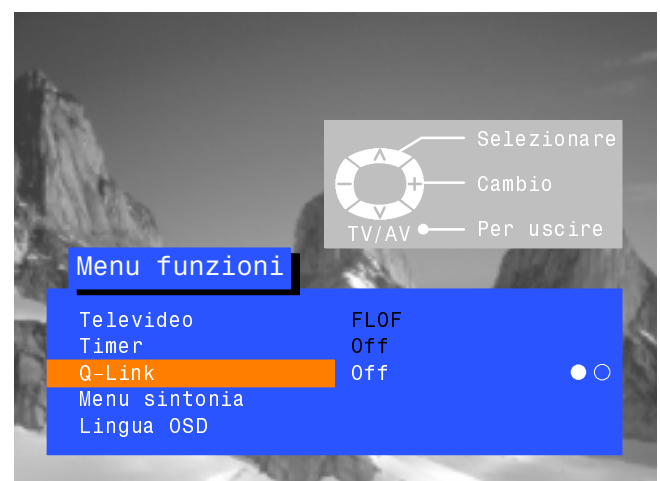 Selezionare
Cambio
TV/AV Per uscire
Menu funzioni
Televideo FLOF
Timer Off
Q-Link Off
Menu sintonia
Lingua OSD